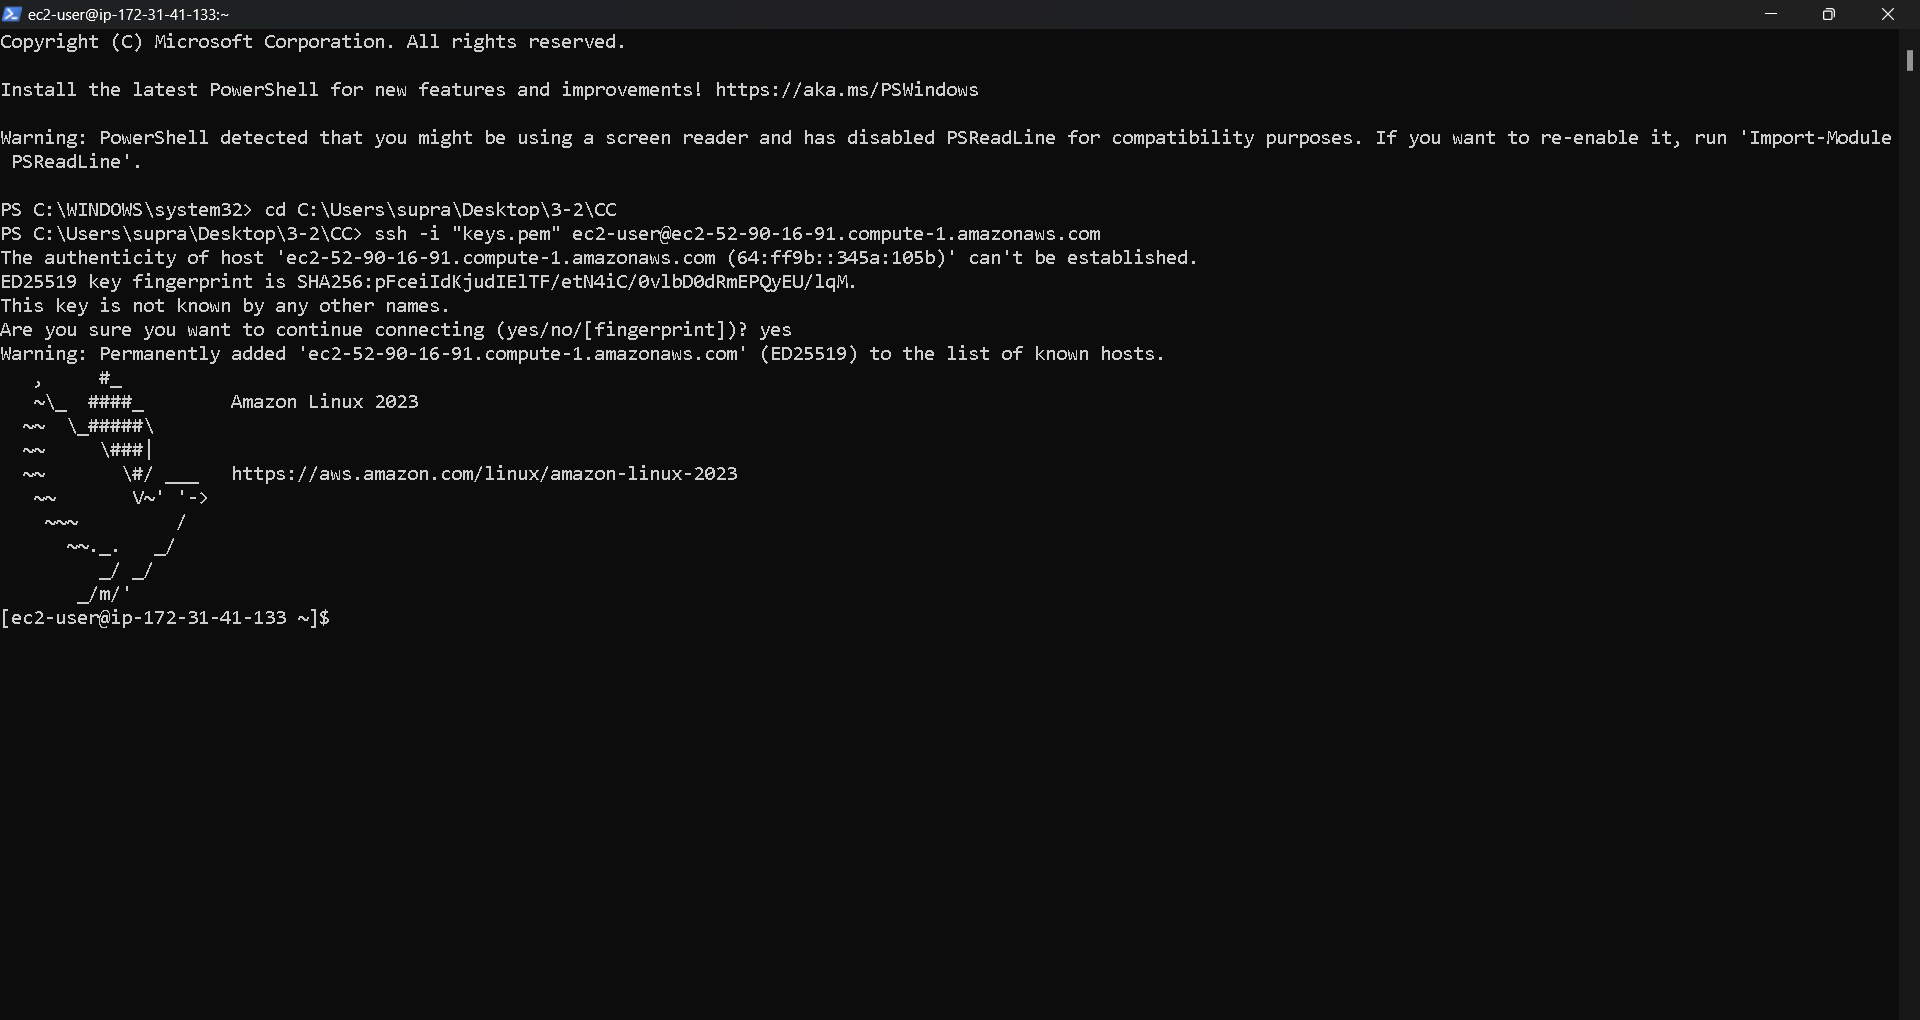 ec2-user@ip-172-31-41-133:~
Copyright (C) Microsoft Corporation. All rights reserved.
Install the latest PowerShell for new features and improvements! https://aka.ms/PSWindows
Warning: PowerShell detected that you might be using a screen reader and has disabled PSReadLine for compatibility purposes. If you want to re-enable it, run 'Import-Module
 PSReadLine'.
PS C:\WINDOWS\system32> cd C:\Users\supra\Desktop\3-2\CC
PS C:\Users\supra\Desktop\3-2\CC> ssh -i "keys.pem" ec2-user@ec2-52-90-16-91.compute-1.amazonaws.com
The authenticity of host 'ec2-52-90-16-91.compute-1.amazonaws.com (64:ff9b::345a:105b)' can't be established.
ED25519 key fingerprint is SHA256:pFceiIdKjudIElTF/etN4iC/0vlbD0dRmEPQyEU/lqM.
This key is not known by any other names.
Are you sure you want to continue connecting (yes/no/[fingerprint])? yes
Warning: Permanently added 'ec2-52-90-16-91.compute-1.amazonaws.com' (ED25519) to the list of known hosts.
   ,     #_
   ~\_  ####_        Amazon Linux 2023
  ~~  \_#####\
  ~~     \###|
  ~~       \#/ ___   https://aws.amazon.com/linux/amazon-linux-2023
   ~~       V~' '->
    ~~~         /
      ~~._.   _/
         _/ _/
       _/m/'
[ec2-user@ip-172-31-41-133 ~]$